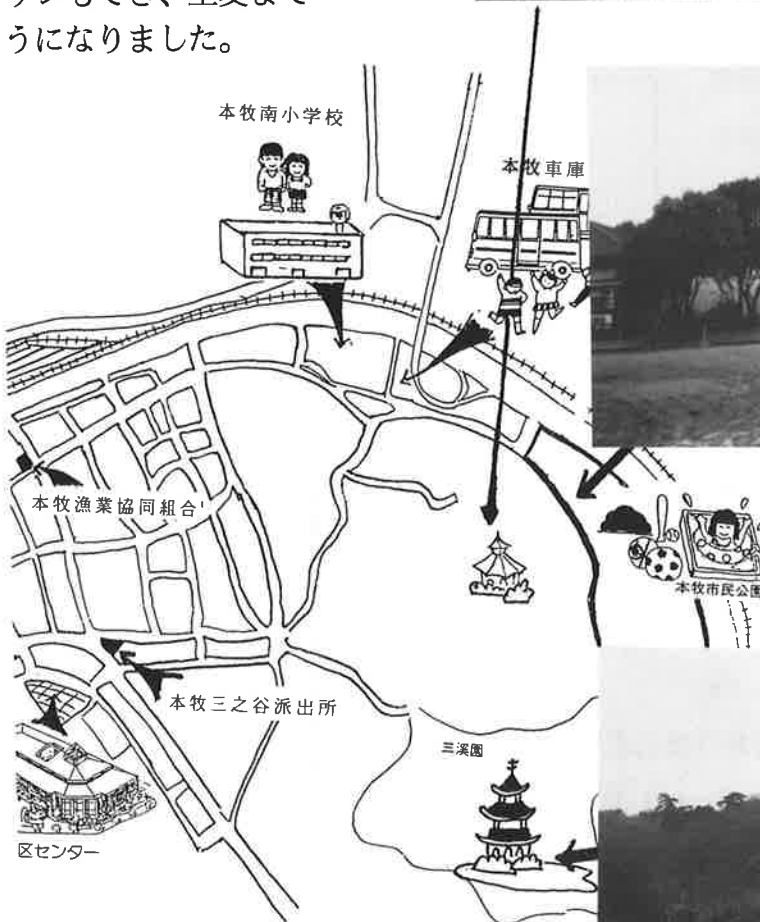 うになりました。
本牧南小学校
本牧車庫
本牧漁業協同組合
本牧市民公園
本牧三之谷派出所
三溪園
区センター